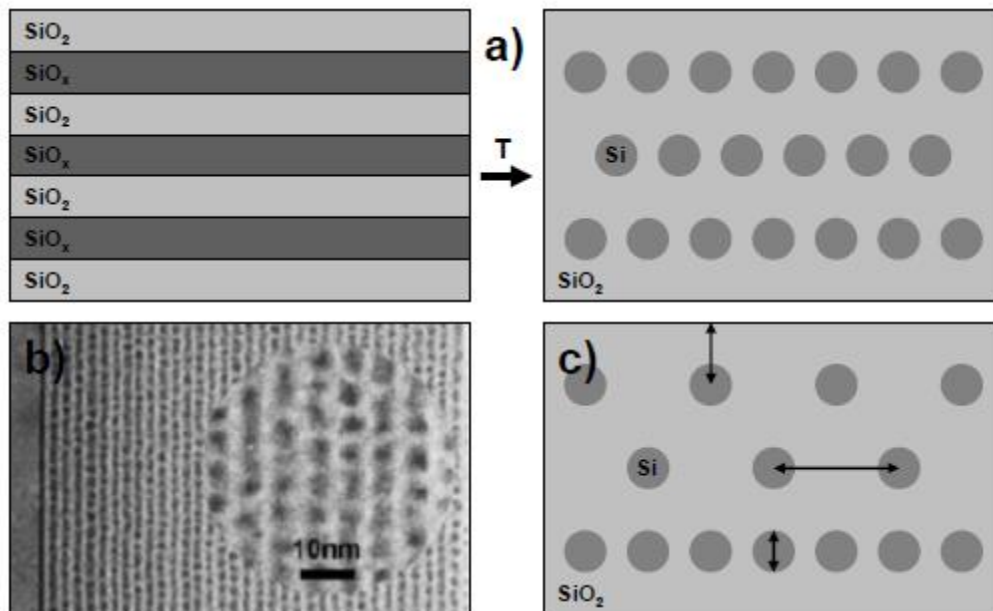 SiO₂
SiOₓ
SiO₂
SiOₓ
SiO₂
SiOₓ
SiO₂
a)
T
Si
SiO₂
b)
10nm
c)
Si
SiO₂